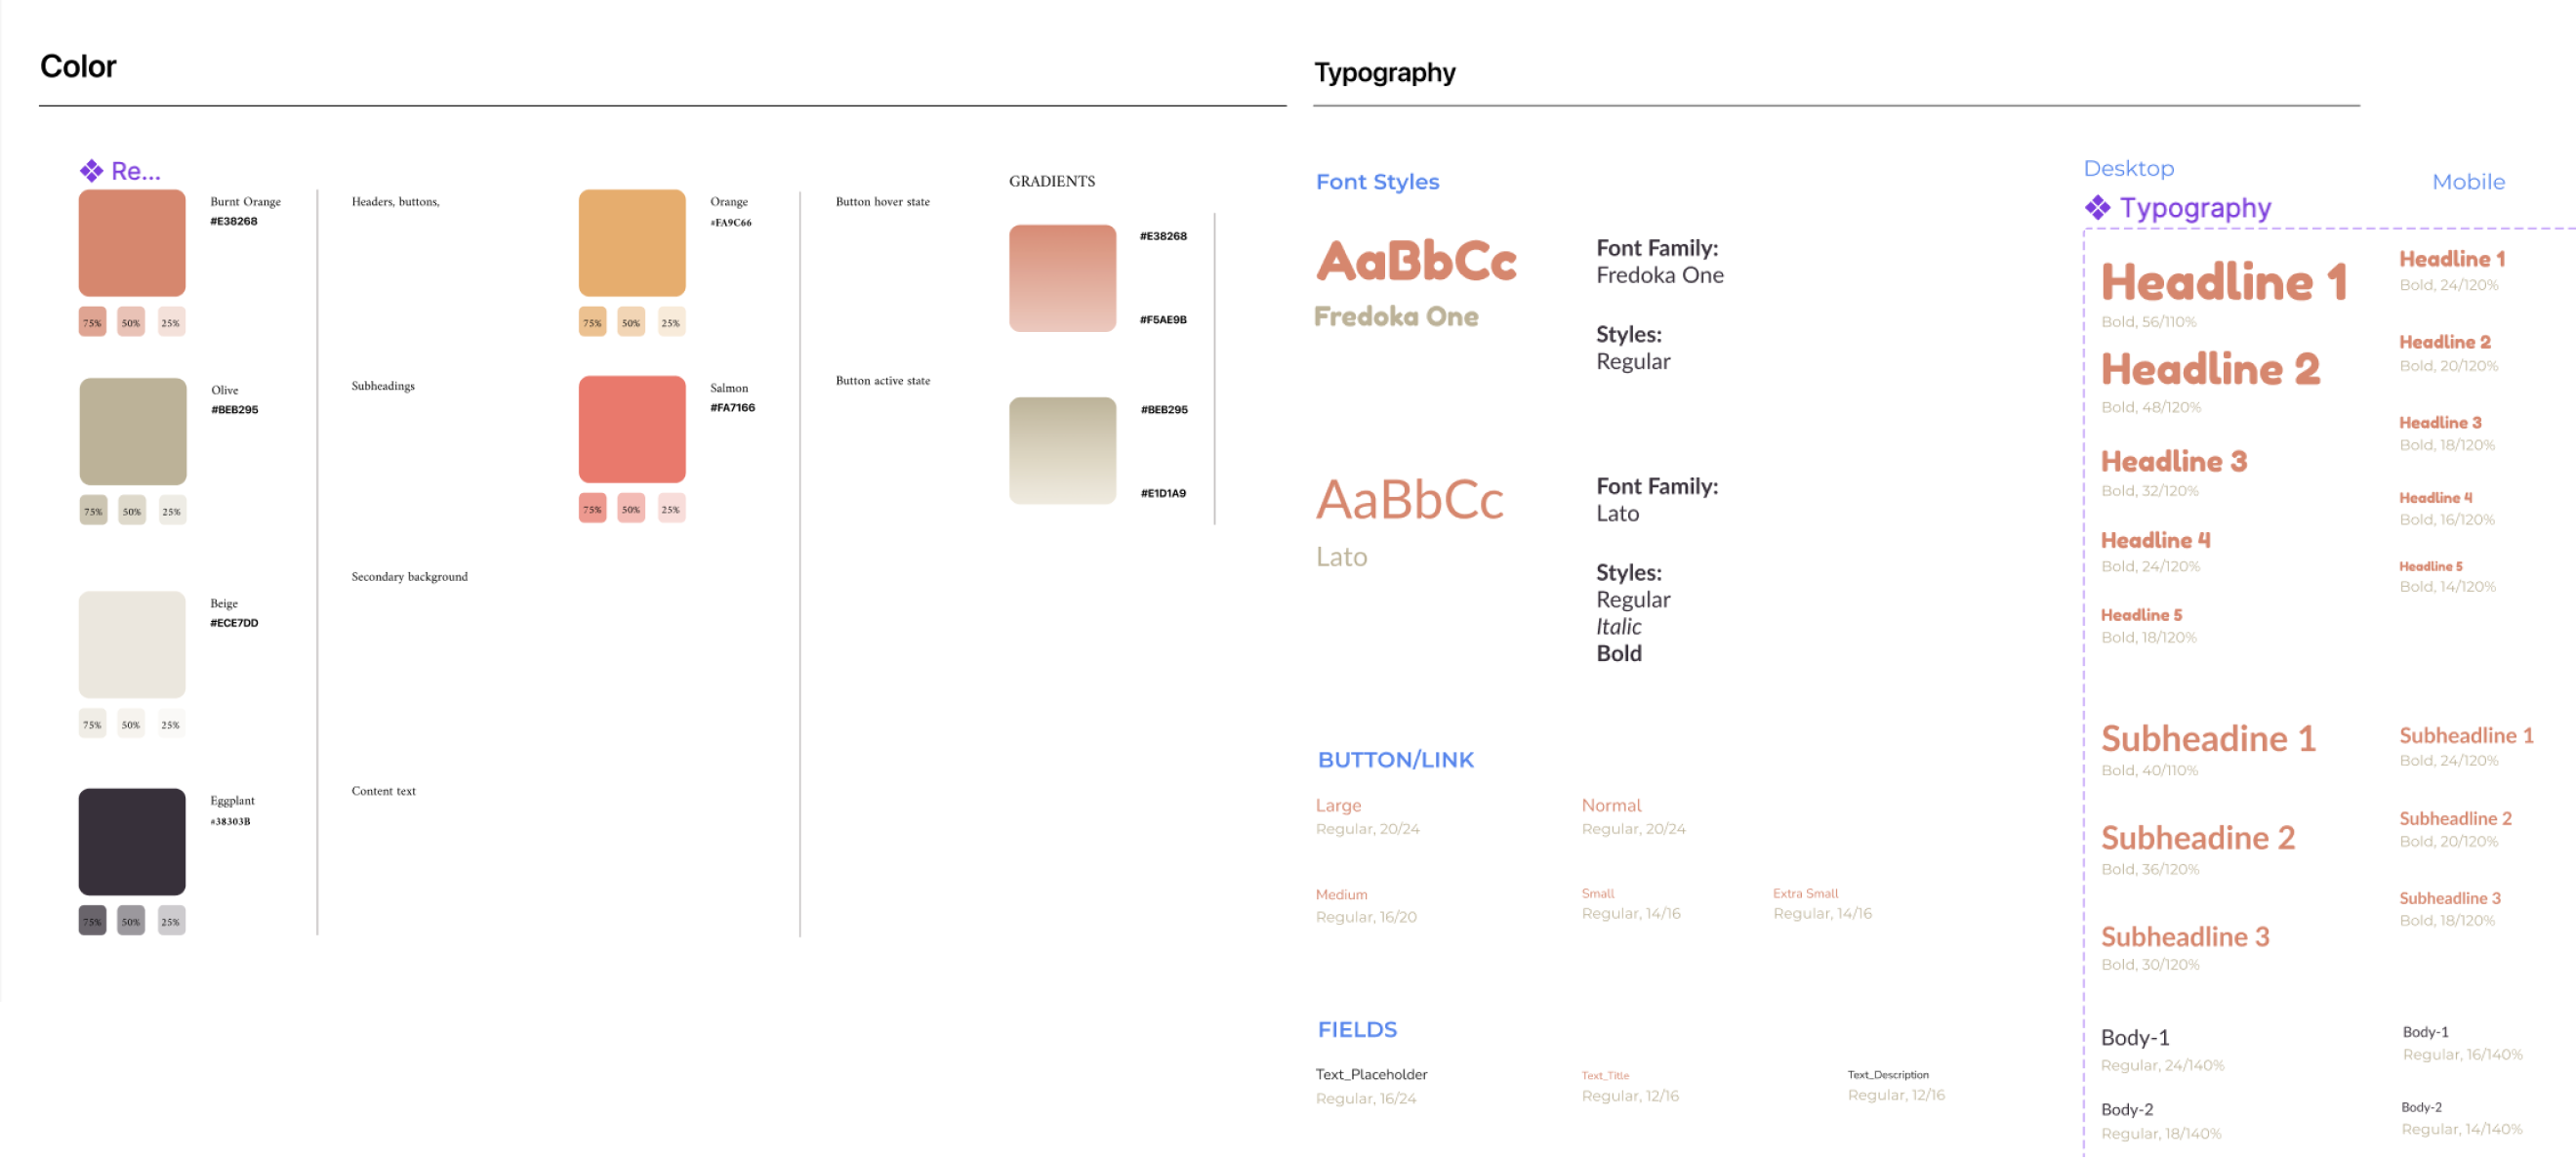 Color
Re...
Burnt Orange
#E38268
Headers, buttons,
75% 50% 25%
Olive
#BEB295
Subheadings
75% 50% 25%
Beige
#ECE7DD
Secondary background
75% 50% 25%
Eggplant
#38303B
Content text
75% 50% 25%
Orange
#FA9C66
Button hover state
75% 50% 25%
Salmon
#FA7166
Button active state
75% 50% 25%
GRADIENTS
#E38268
#F5AE9B
#BEB295
#E1D1A9
Typography
Font Styles
AaBbCc
Fredoka One
Font Family:
Fredoka One
Styles:
Regular
AaBbCc
Lato
Font Family:
Lato
Styles:
Regular
Italic
Bold
BUTTON/LINK
Large
Regular, 20/24
Normal
Regular, 20/24
Medium
Regular, 16/20
Small
Regular, 14/16
Extra Small
Regular, 14/16
FIELDS
Text_Placeholder
Regular, 16/24
Text_Title
Regular, 12/16
Text_Description
Regular, 12/16
Desktop
Typography
Headline 1
Bold, 56/110%
Headline 2
Bold, 48/120%
Headline 3
Bold, 32/120%
Headline 4
Bold, 24/120%
Headline 5
Bold, 18/120%
Subheadine 1
Bold, 40/110%
Subheadine 2
Bold, 36/120%
Subheadline 3
Bold, 30/120%
Body-1
Regular, 24/140%
Body-2
Regular, 18/140%
Mobile
Headline 1
Bold, 24/120%
Headline 2
Bold, 20/120%
Headline 3
Bold, 18/120%
Headline 4
Bold, 16/120%
Headline 5
Bold, 14/120%
Subheadline 1
Bold, 24/120%
Subheadline 2
Bold, 20/120%
Subheadline 3
Bold, 18/120%
Body-1
Regular, 16/140%
Body-2
Regular, 14/140%